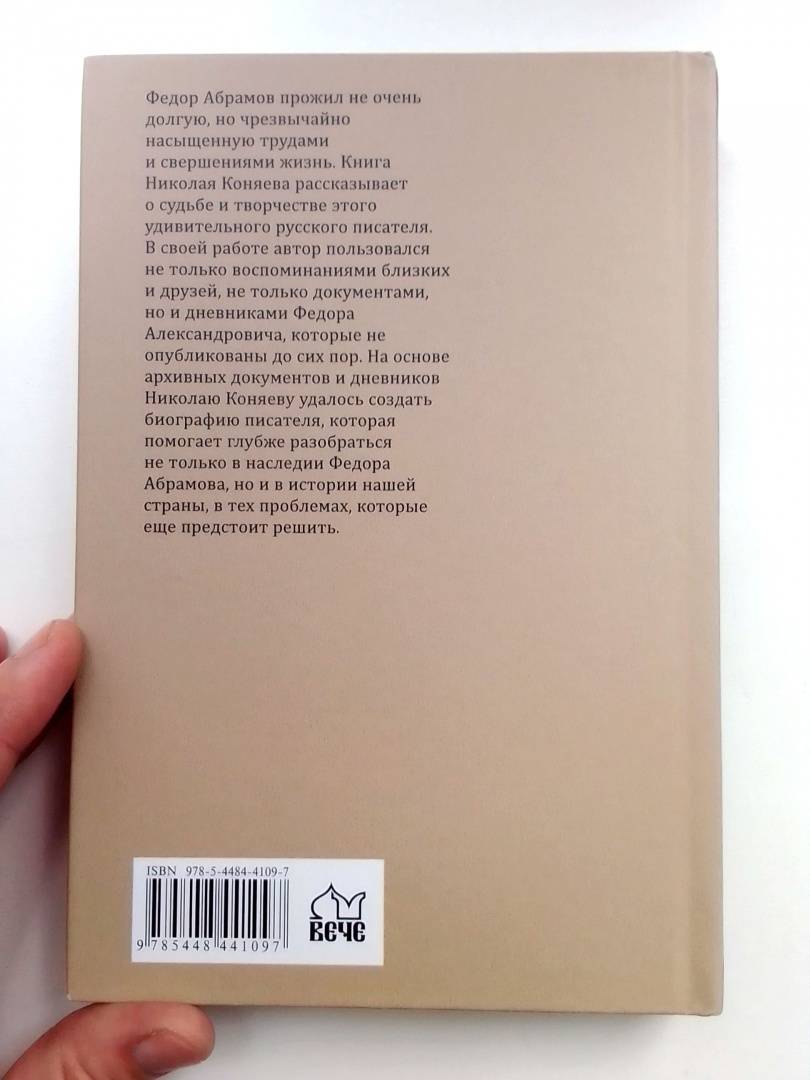 Федор Абрамов прожил не очень
долгую, но чрезвычайно
насыщенную трудами
и свершениями жизнь. Книга
Николая Коняева рассказывает
о судьбе и творчестве этого
удивительного русского писателя.
В своей работе автор пользовался
не только воспоминаниями близких
и друзей, не только документами,
но и дневниками Федора
Александровича, которые не
опубликованы до сих пор. На основе
архивных документов и дневников
Николаю Коняеву удалось создать
биографию писателя, которая
помогает глубже разобраться
не только в наследии Федора
Абрамова, но и в истории нашей
страны, в тех проблемах, которые
еще предстоит решить.
ISBN 978-5-4484-4109-7
9 785448 441097
ВЕЧЕ